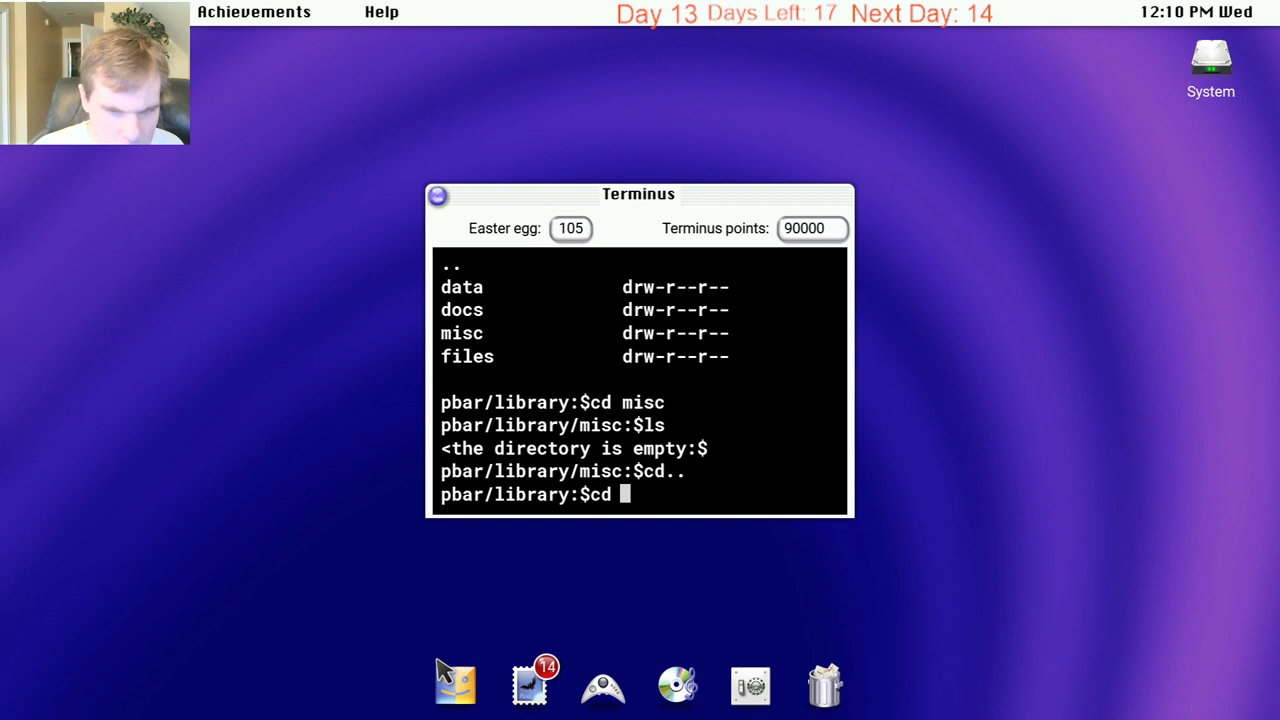 Achievements Help Day 13 Days Left: 17 Next Day: 14 12:10 PM Wed
System
Terminus
Easter egg: 105 Terminus points: 90000
..
data drw-r--r--
docs drw-r--r--
misc drw-r--r--
files drw-r--r--
pbar/library:$cd misc
pbar/library/misc:$ls
<the directory is empty:$
pbar/library/misc:$cd..
pbar/library:$cd
14